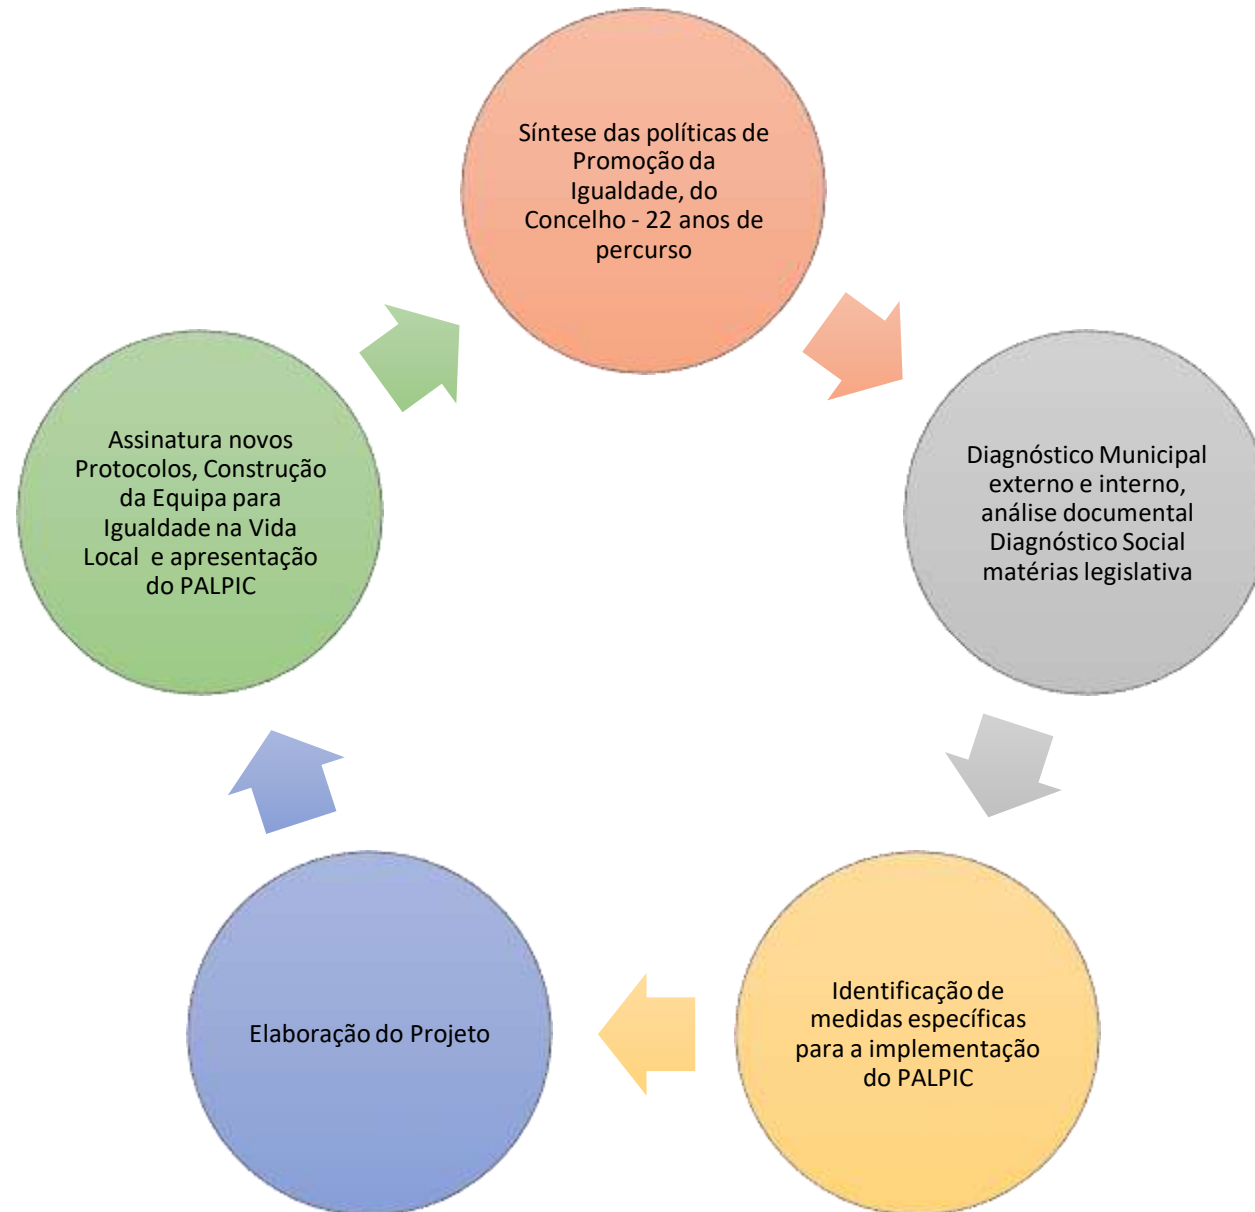 Síntese das políticas de
Promoção da
Igualdade, do
Concelho - 22 anos de
percurso
Diagnóstico Municipal
externo e interno,
análise documental
Diagnóstico Social
matérias legislativa
Identificação de
medidas específicas
para a implementação
do PALPIC
Elaboração do Projeto
Assinatura novos
Protocolos, Construção
da Equipa para
Igualdade na Vida
Local e apresentação
do PALPIC